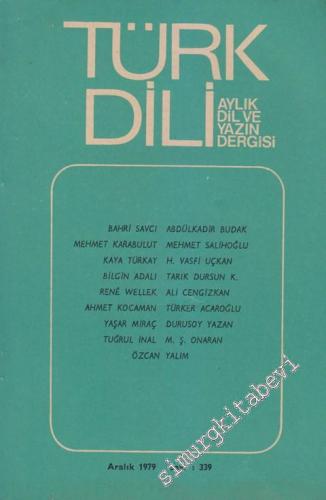 TÜRK
DİLİ
AYLIK
DİL VE
YAZIN
DERGİSİ
BAHRİ SAVCI ABDÜLKADİR BUDAK
MEHMET KARABULUT MEHMET SALİHOĞLU
KAYA TÜRKAY H. VASFİ UÇKAN
BİLGİN ADALI TARIK DURSUN K.
RENÉ WELLEK ALİ CENGİZKAN
AHMET KOCAMAN TÜRKER ACAROĞLU
YAŞAR MİRAÇ DURUSOY YAZAN
TUĞRUL İNAL M. Ş. ONARAN
ÖZCAN YALIM
Aralık 1979 : 339
simurgkitabevi